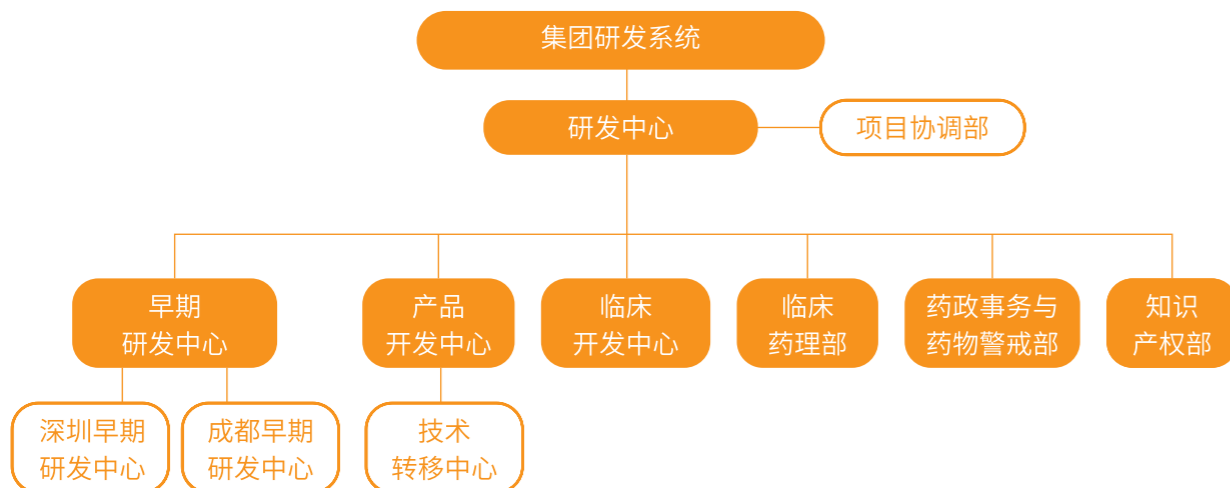 集团研发系统
研发中心
项目协调部
早期
研发中心
产品
开发中心
临床
开发中心
临床
药理部
药政事务与
药物警戒部
知识
产权部
深圳早期
研发中心
成都早期
研发中心
技术
转移中心